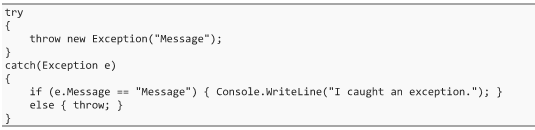 try
{
    throw new Exception("Message");
}
catch(Exception e)
{
    if (e.Message == "Message") { Console.WriteLine("I caught an exception."); }
    else { throw; }
}